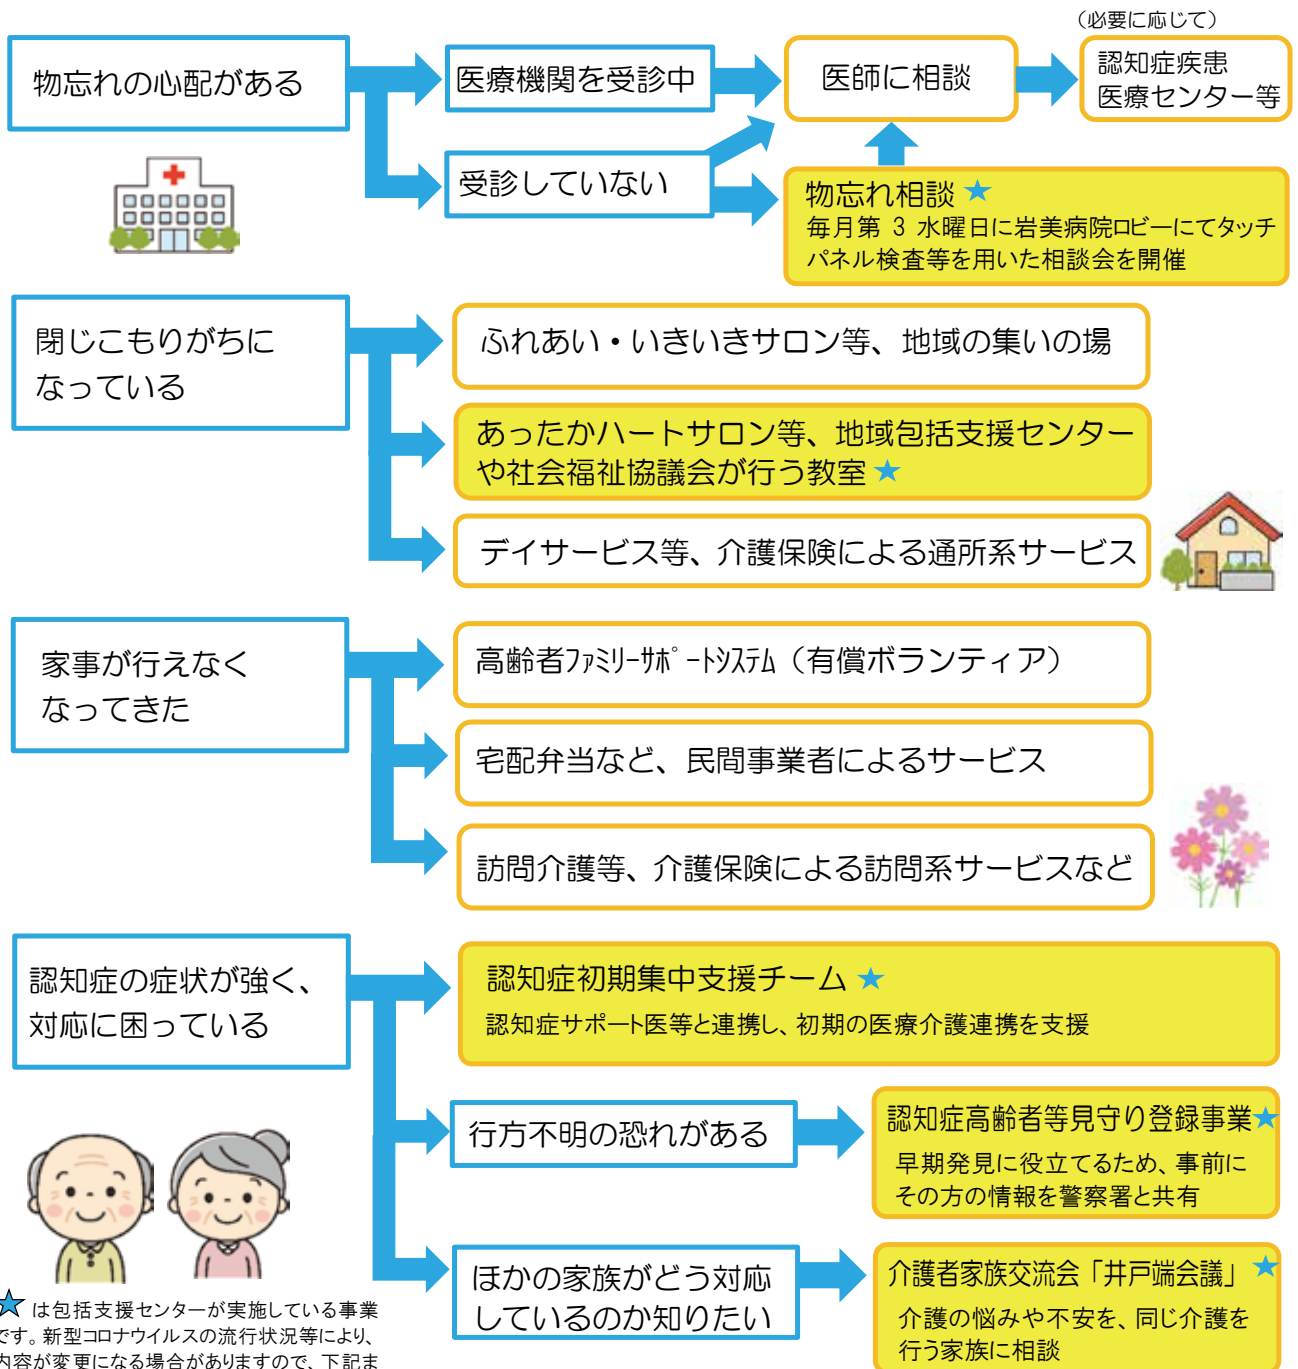 （必要に応じて）
物忘れの心配がある
医療機関を受診中
医師に相談
認知症疾患
医療センター等
受診していない
物忘れ相談 ★
毎月第 3 水曜日に岩美病院ロビーにてタッチ
パネル検査等を用いた相談会を開催
閉じこもりがちに
なっている
ふれあい・いきいきサロン等、地域の集いの場
あったかハートサロン等、地域包括支援センター
や社会福祉協議会が行う教室 ★
デイサービス等、介護保険による通所系サービス
家事が行えなく
なってきた
高齢者ﾌｧﾐﾘｰｻﾎﾟｰﾄｼｽﾃﾑ（有償ボランティア）
宅配弁当など、民間事業者によるサービス
訪問介護等、介護保険による訪問系サービスなど
認知症の症状が強く、
対応に困っている
認知症初期集中支援チーム ★
認知症サポート医等と連携し、初期の医療介護連携を支援
行方不明の恐れがある
認知症高齢者等見守り登録事業★
早期発見に役立てるため、事前に
その方の情報を警察署と共有
ほかの家族がどう対応
しているのか知りたい
介護者家族交流会「井戸端会議」★
介護の悩みや不安を、同じ介護を
行う家族に相談
★ は包括支援センターが実施している事業
です。新型コロナウイルスの流行状況等により、
内容が変更になる場合がありますので、下記ま